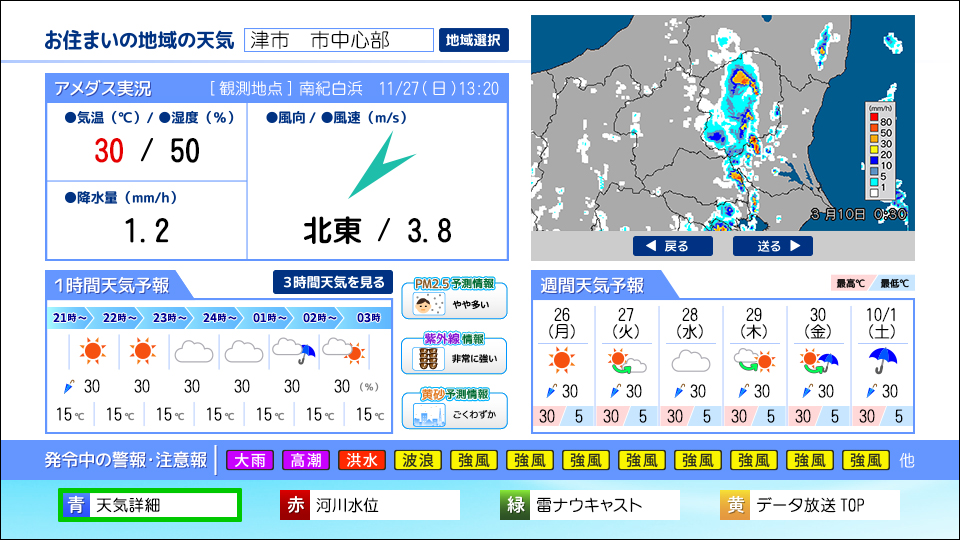 お住まいの地域の天気 津市 市中心部 地域選択
アメダス実況 [観測地点] 南紀白浜 11/27(日)13:20
●気温（℃）/ ●湿度（%）
30 / 50
●降水量（mm/h）
1.2
●風向 / ●風速（m/s）
北東 / 3.8
(mm/h)
80
50
30
20
10
5
1
3月10日 0:30
◀ 戻る 送る ▶
1時間天気予報 3時間天気を見る
21時～ 22時～ 23時～ 24時～ 01時～ 02時～ 03時
30 30 30 30 30 30 (%)
15℃ 15℃ 15℃ 15℃ 15℃ 15℃ 15℃
PM2.5予測情報
やや多い
紫外線情報
非常に強い
黄砂予測情報
ごくわずか
週間天気予報 最高℃ / 最低℃
26 27 28 29 30 10/1
(月) (火) (水) (木) (金) (土)
30 30 30 30 30 30
30 / 5 30 / 5 30 / 5 30 / 5 30 / 5 30 / 5
発令中の警報・注意報 大雨 高潮 洪水 波浪 強風 強風 強風 強風 強風 強風 強風 強風 他
青 天気詳細 赤 河川水位 緑 雷ナウキャスト 黄 データ放送 TOP